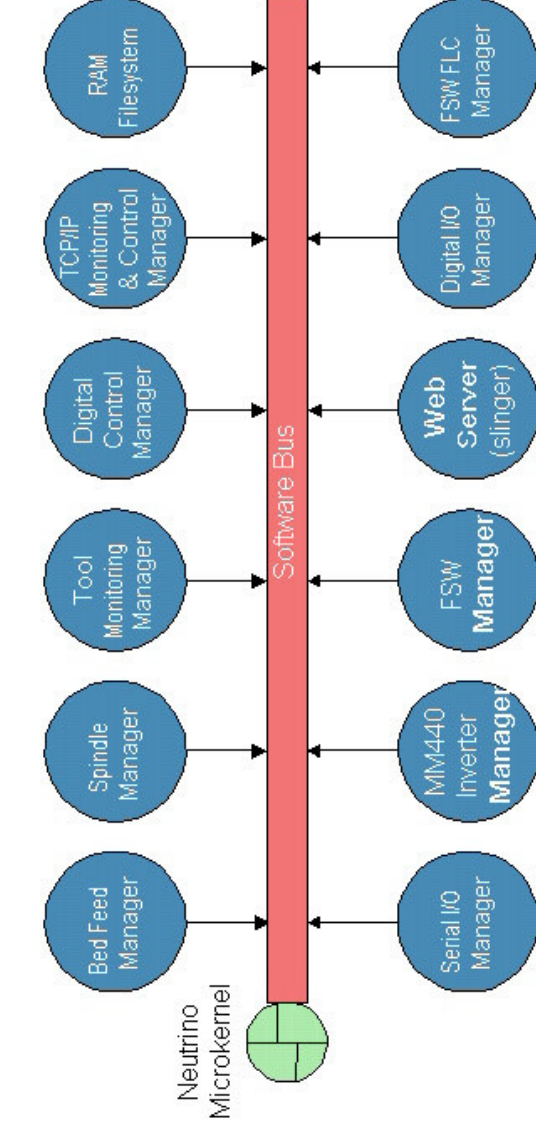 Bed Feed
Manager
Spindle
Manager
Tool
Monitoring
Manager
Digital
Control
Manager
TCP/IP
Monitoring
& Control
Manager
RAM
Filesystem
Neutrino
Microkernel
Software Bus
Serial I/O
Manager
MM440
Inverter
Manager
FSW
Manager
Web
Server
(slinger)
Digital I/O
Manager
FSW FLC
Manager